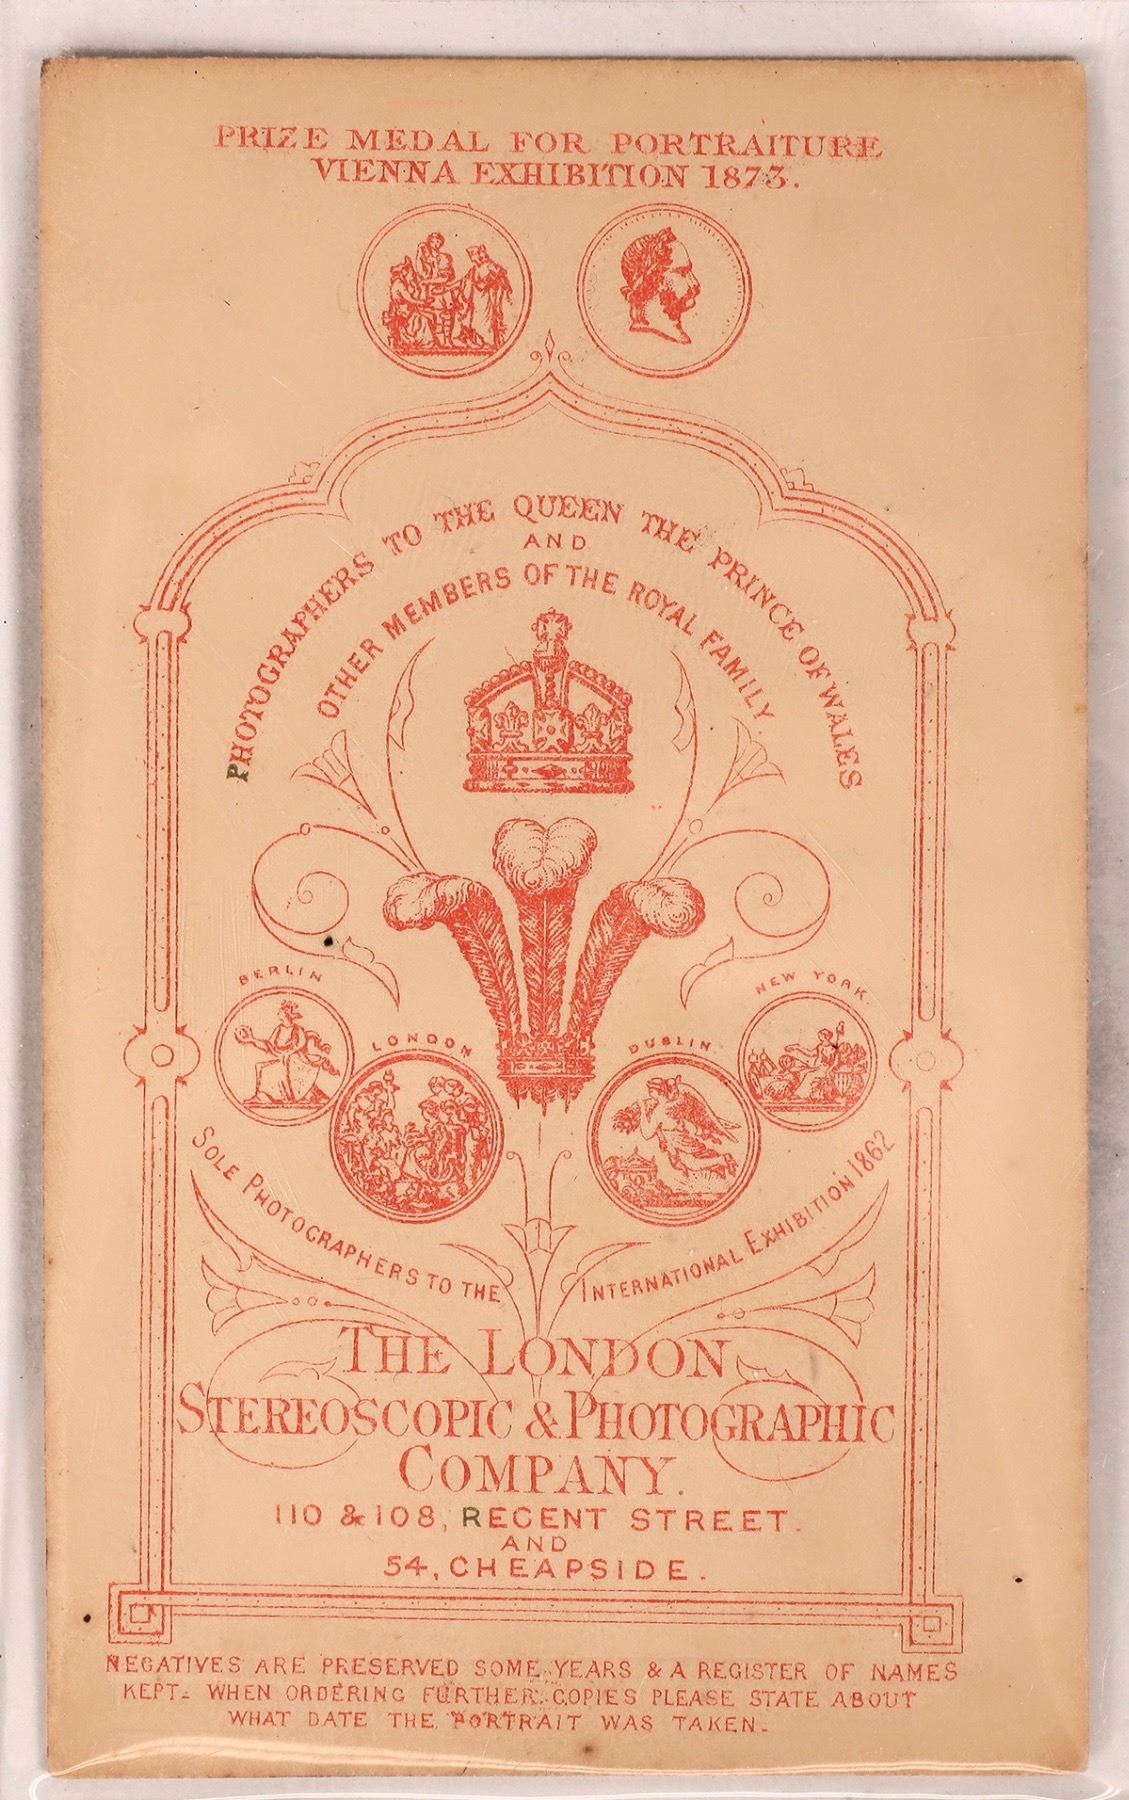 PRIZE MEDAL FOR PORTRAITURE
VIENNA EXHIBITION 1873.
PHOTOGRAPHERS TO THE QUEEN THE PRINCE OF WALES
AND
OTHER MEMBERS OF THE ROYAL FAMILY.
BERLIN
LONDON
DUBLIN.
NEW YORK.
SOLE PHOTOGRAPHERS TO THE INTERNATIONAL EXHIBITION 1862
THE LONDON
STEREOSCOPIC & PHOTOGRAPHIC
COMPANY.
110 & 108, REGENT STREET.
AND
54, CHEAPSIDE.
NEGATIVES ARE PRESERVED SOME YEARS & A REGISTER OF NAMES
KEPT. WHEN ORDERING FURTHER COPIES PLEASE STATE ABOUT
WHAT DATE THE PORTRAIT WAS TAKEN.